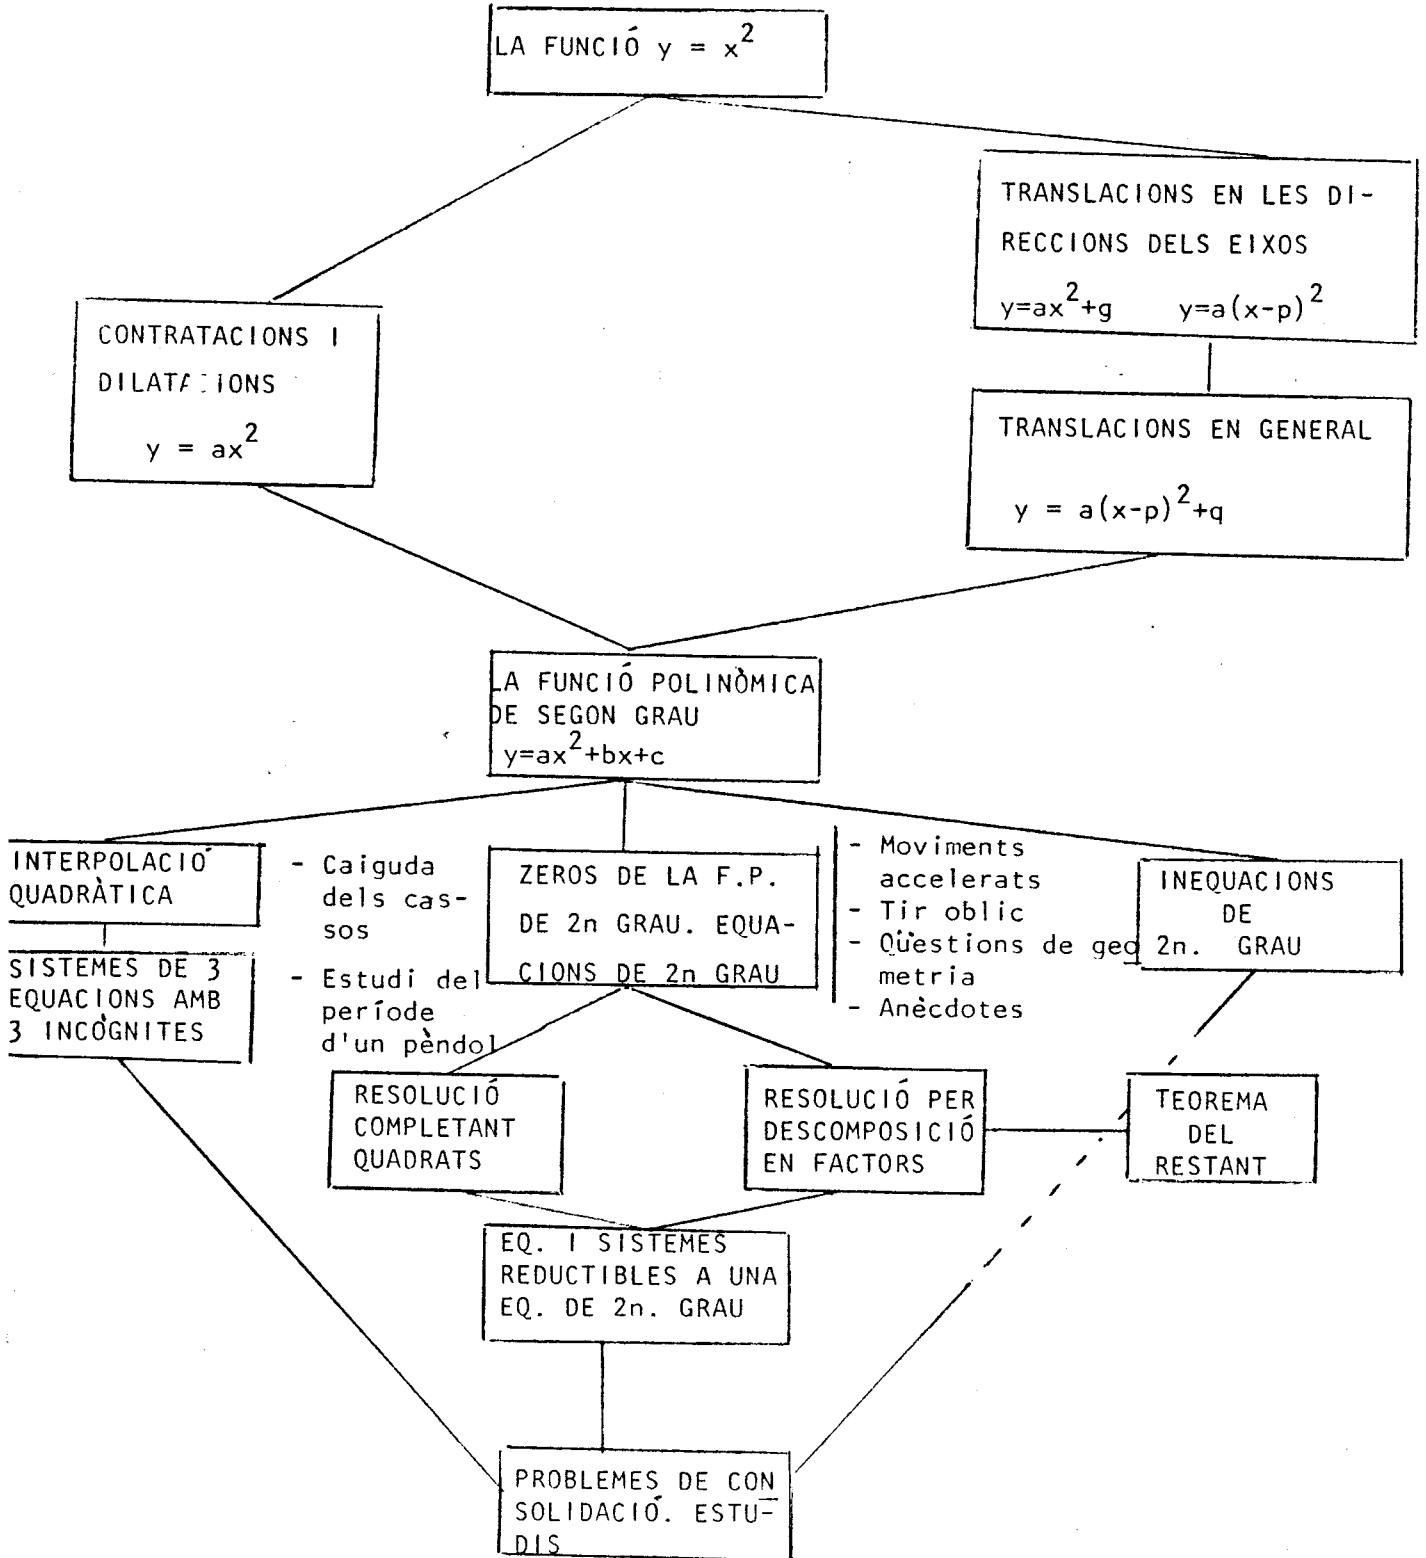 LA FUNCIÓ y = x²
TRANSLACIONS EN LES DI-
RECCIONS DELS EIXOS
y=ax²+g y=a(x-p)²
CONTRATACIONS I
DILATACIONS
y = ax²
TRANSLACIONS EN GENERAL
y = a(x-p)²+q
LA FUNCIÓ POLINÒMICA
DE SEGON GRAU
y=ax²+bx+c
INTERPOLACIÓ
QUADRÀTICA
- Caiguda
dels cas-
sos
- Estudi del
període
d'un pèndol
ZEROS DE LA F.P.
DE 2n GRAU. EQUA-
CIONS DE 2n GRAU
- Moviments
accelerats
- Tir oblic
- Qüestions de geo
metria
- Anècdotes
INEQUACIONS
DE
2n. GRAU
SISTEMES DE 3
EQUACIONS AMB
3 INCÒGNITES
RESOLUCIÓ
COMPLETANT
QUADRATS
RESOLUCIÓ PER
DESCOMPOSICIÓ
EN FACTORS
TEOREMA
DEL
RESTANT
EQ. I SISTEMES
REDUCTIBLES A UNA
EQ. DE 2n. GRAU
PROBLEMES DE CON
SOLIDACIÓ. ESTU-
DIS